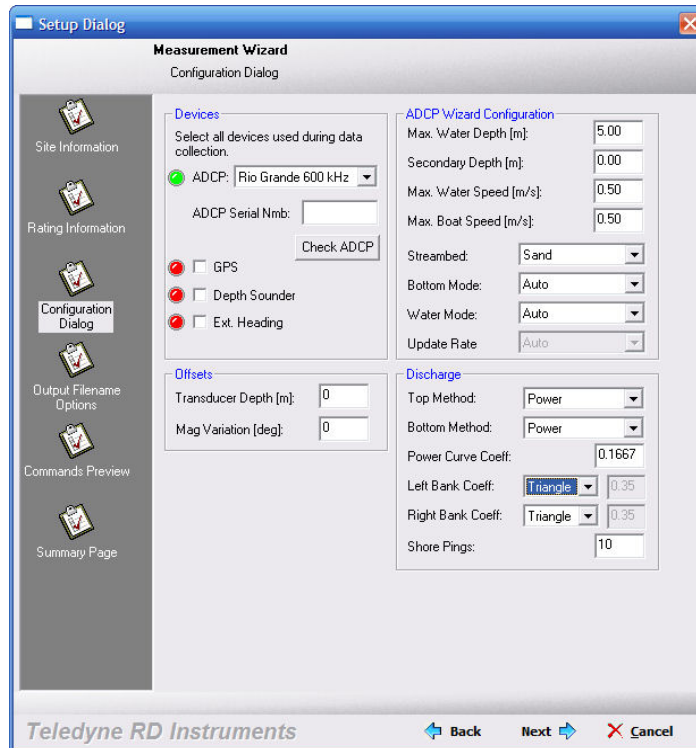 Setup Dialog
Measurement Wizard
Configuration Dialog
Site Information
Rating Information
Configuration
Dialog
Output Filename
Options
Commands Preview
Summary Page
Devices
Select all devices used during data
collection.
ADCP: Rio Grande 600 kHz
ADCP Serial Nmb:
Check ADCP
GPS
Depth Sounder
Ext. Heading
Offsets
Transducer Depth [m]: 0
Mag Variation [deg]: 0
ADCP Wizard Configuration
Max. Water Depth [m]: 5.00
Secondary Depth [m]: 0.00
Max. Water Speed [m/s]: 0.50
Max. Boat Speed [m/s]: 0.50
Streambed: Sand
Bottom Mode: Auto
Water Mode: Auto
Update Rate Auto
Discharge
Top Method: Power
Bottom Method: Power
Power Curve Coeff: 0.1667
Left Bank Coeff: Triangle 0.35
Right Bank Coeff: Triangle 0.35
Shore Pings: 10
Teledyne RD Instruments
Back Next Cancel